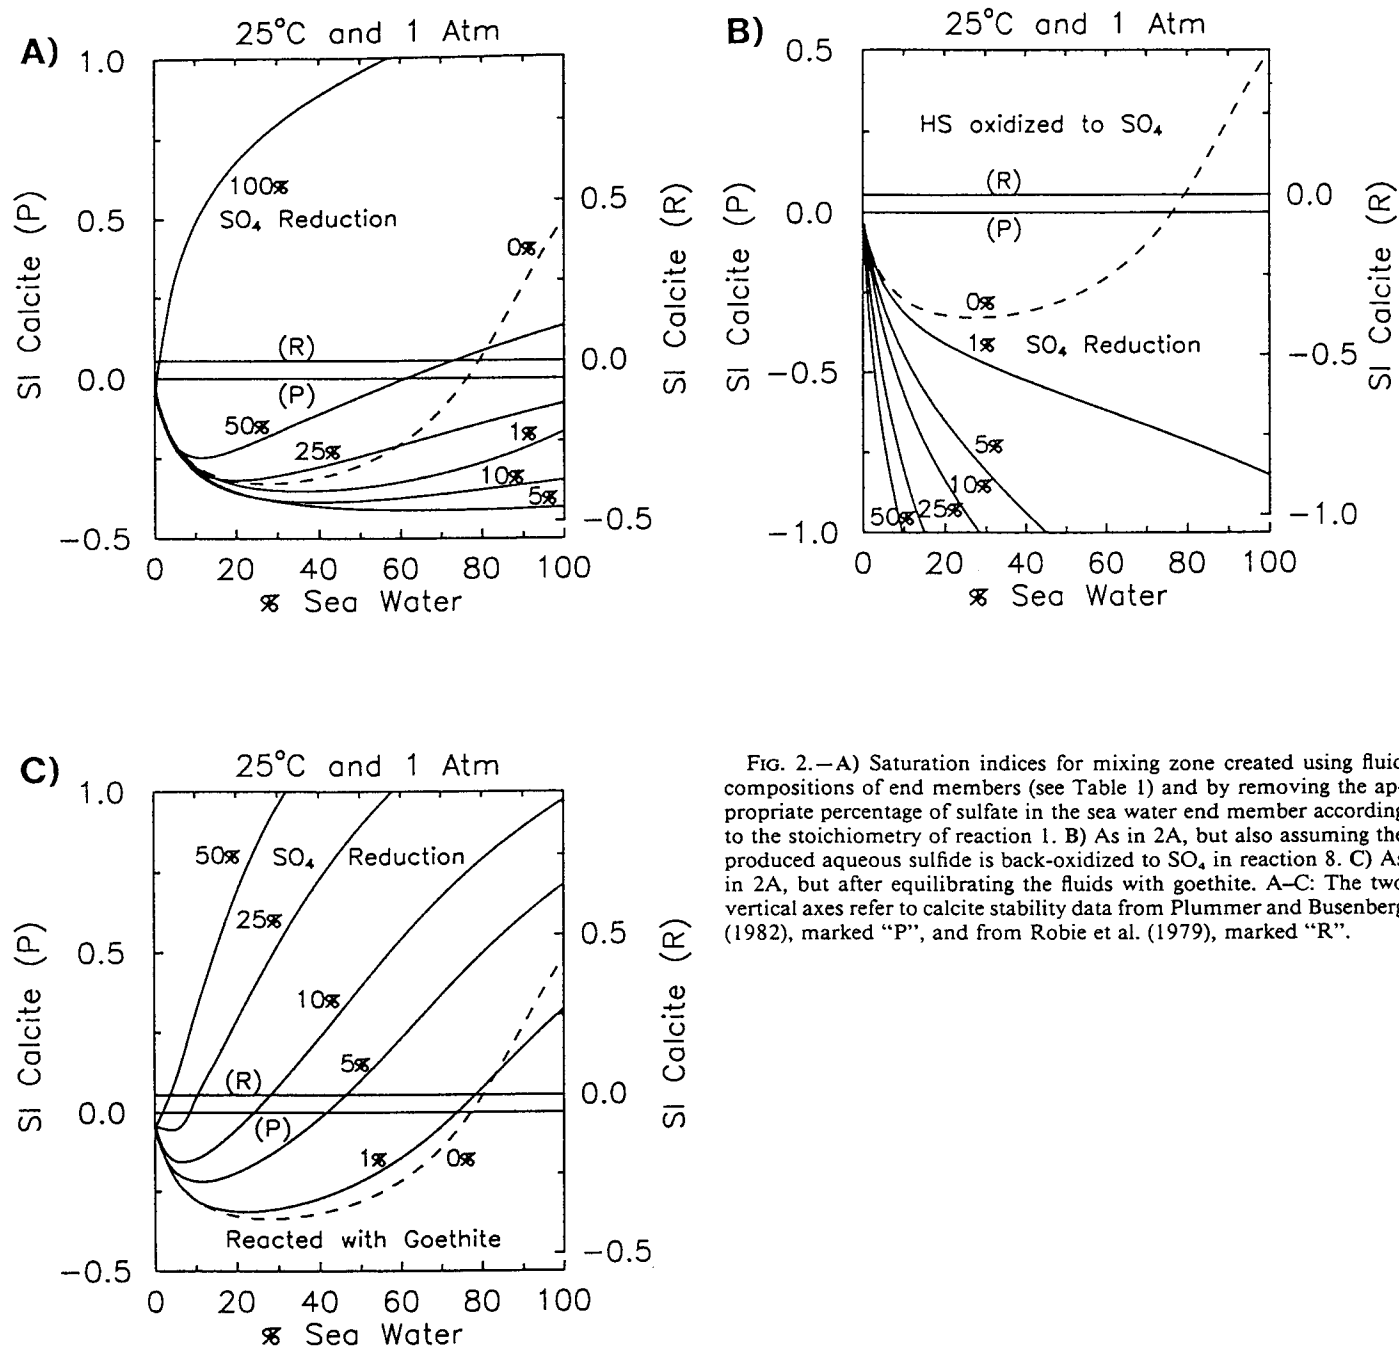 A)
25°C and 1 Atm
1.0
0.5
0.0
−0.5
SI Calcite (P)
100%
SO₄ Reduction
0%
(R)
(P)
50%
25%
1%
10%
5%
0.5
0.0
−0.5
SI Calcite (R)
0 20 40 60 80 100
% Sea Water
B)
25°C and 1 Atm
0.5
0.0
−0.5
−1.0
SI Calcite (P)
HS oxidized to SO₄
(R)
(P)
0%
1% SO₄ Reduction
5%
10%
50% 25%
0.0
−0.5
−1.0
SI Calcite (R)
0 20 40 60 80 100
% Sea Water
C)
25°C and 1 Atm
1.0
0.5
0.0
−0.5
SI Calcite (P)
50% SO₄ Reduction
25%
10%
5%
(R)
(P)
1% 0%
Reacted with Goethite
0.5
0.0
−0.5
SI Calcite (R)
0 20 40 60 80 100
% Sea Water
FIG. 2.—A) Saturation indices for mixing zone created using fluid
compositions of end members (see Table 1) and by removing the ap-
propriate percentage of sulfate in the sea water end member according
to the stoichiometry of reaction 1. B) As in 2A, but also assuming the
produced aqueous sulfide is back-oxidized to SO₄ in reaction 8. C) As
in 2A, but after equilibrating the fluids with goethite. A–C: The two
vertical axes refer to calcite stability data from Plummer and Busenberg
(1982), marked “P”, and from Robie et al. (1979), marked “R”.